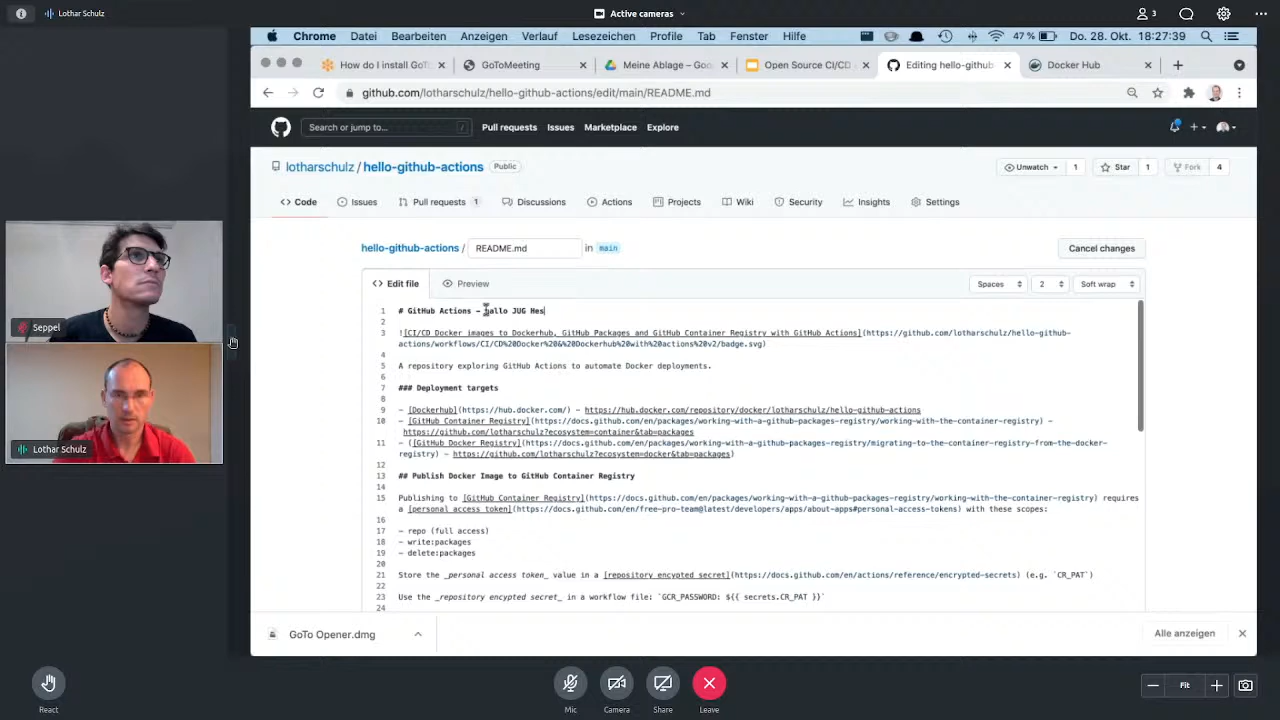 Lothar Schulz
Active cameras
3
Chrome Datei Bearbeiten Anzeigen Verlauf Lesezeichen Profile Tab Fenster Hilfe 47 % Do. 28. Okt. 18:27:39
How do I install GoTo
GoToMeeting
Meine Ablage – Goo
Open Source CI/CD
Editing hello-github
Docker Hub
github.com/lotharschulz/hello-github-actions/edit/main/README.md
Search or jump to... /
Pull requests Issues Marketplace Explore
lotharschulz / hello-github-actions Public
Unwatch 1 Star 1 Fork 4
Code Issues Pull requests 1 Discussions Actions Projects Wiki Security Insights Settings
hello-github-actions / README.md in main
Cancel changes
Edit file Preview
Spaces 2 Soft wrap
1 # GitHub Actions - hallo JUG Hes
2
3 ![CI/CD Docker images to Dockerhub, GitHub Packages and GitHub Container Registry with GitHub Actions](https://github.com/lotharschulz/hello-github-
actions/workflows/CI/CD%20Docker%20&%20Dockerhub%20with%20actions%20v2/badge.svg)
4
5 A repository exploring GitHub Actions to automate Docker deployments.
6
7 ### Deployment targets
8
9 - [Dockerhub](https://hub.docker.com/) - https://hub.docker.com/repository/docker/lotharschulz/hello-github-actions
10 - [GitHub Container Registry](https://docs.github.com/en/packages/working-with-a-github-packages-registry/working-with-the-container-registry) -
https://github.com/lotharschulz?ecosystem=container&tab=packages
11 - ([GitHub Docker Registry](https://docs.github.com/en/packages/working-with-a-github-packages-registry/migrating-to-the-container-registry-from-the-docker-
registry) - https://github.com/lotharschulz?ecosystem=docker&tab=packages)
12
13 ## Publish Docker Image to GitHub Container Registry
14
15 Publishing to [GitHub Container Registry](https://docs.github.com/en/packages/working-with-a-github-packages-registry/working-with-the-container-registry) requires
a [personal access token](https://docs.github.com/en/free-pro-team@latest/developers/apps/about-apps#personal-access-tokens) with these scopes:
16
17 - repo (full access)
18 - write:packages
19 - delete:packages
20
21 Store the _personal access token_ value in a [repository encypted secret](https://docs.github.com/en/actions/reference/encrypted-secrets) (e.g. `CR_PAT`)
22
23 Use the _repository encypted secret_ in a workflow file: `GCR_PASSWORD: ${{ secrets.CR_PAT }}`
24
Seppel
Lothar Schulz
GoTo Opener.dmg
Alle anzeigen
React
Mic
Camera
Share
Leave
Fit